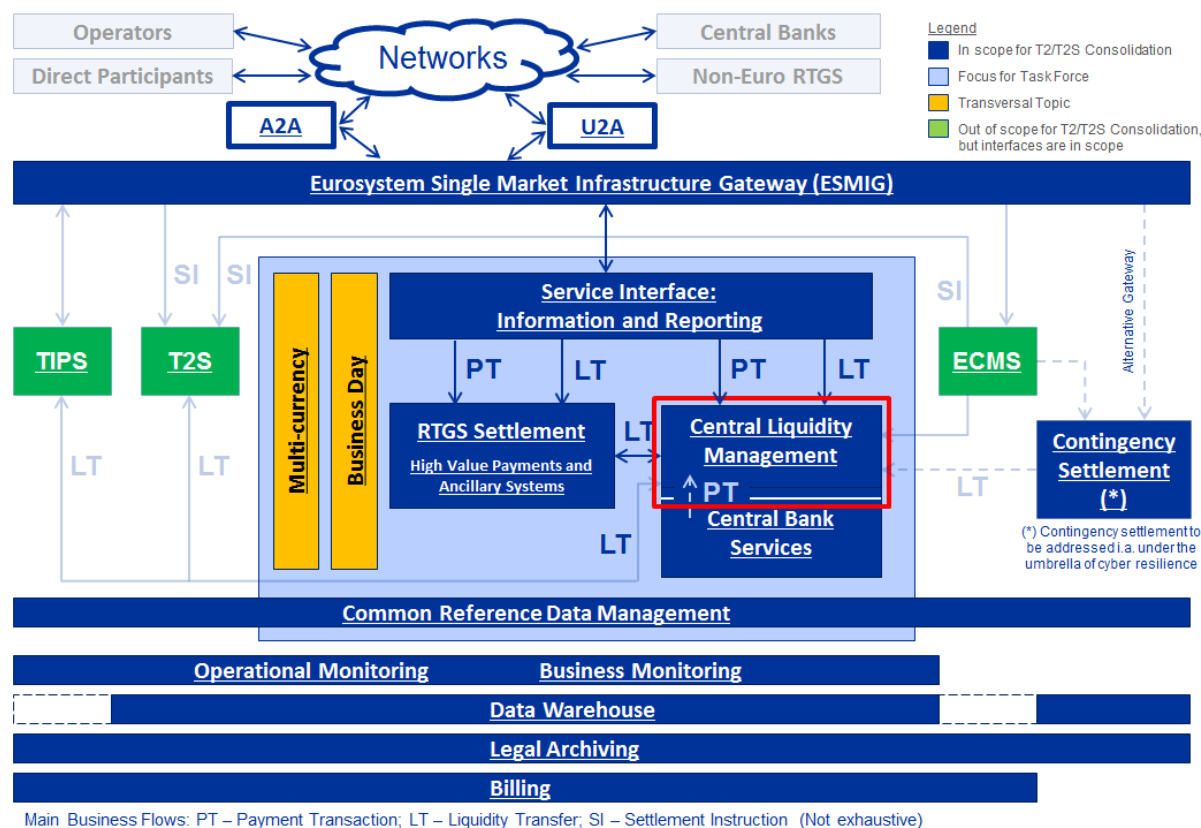 Operators
Networks
Central Banks
Legend
In scope for T2/T2S Consolidation
Direct Participants
Non-Euro RTGS
Focus for Task Force
Transversal Topic
A2A
U2A
Out of scope for T2/T2S Consolidation,
but interfaces are in scope
Eurosystem Single Market Infrastructure Gateway (ESMIG)
SI
SI
SI
Alternative Gateway
Multi-currency
Business Day
Service Interface:
Information and Reporting
TIPS
T2S
ECMS
PT
LT
PT
LT
RTGS Settlement
High Value Payments and
Ancillary Systems
LT
Central Liquidity
Management
Contingency
Settlement
(*)
LT
LT
LT
PT
LT
Central Bank
Services
(*) Contingency settlement to
be addressed i.a. under the
umbrella of cyber resilience
Common Reference Data Management
Operational Monitoring
Business Monitoring
Data Warehouse
Legal Archiving
Billing
Main Business Flows: PT – Payment Transaction; LT – Liquidity Transfer; SI – Settlement Instruction (Not exhaustive)